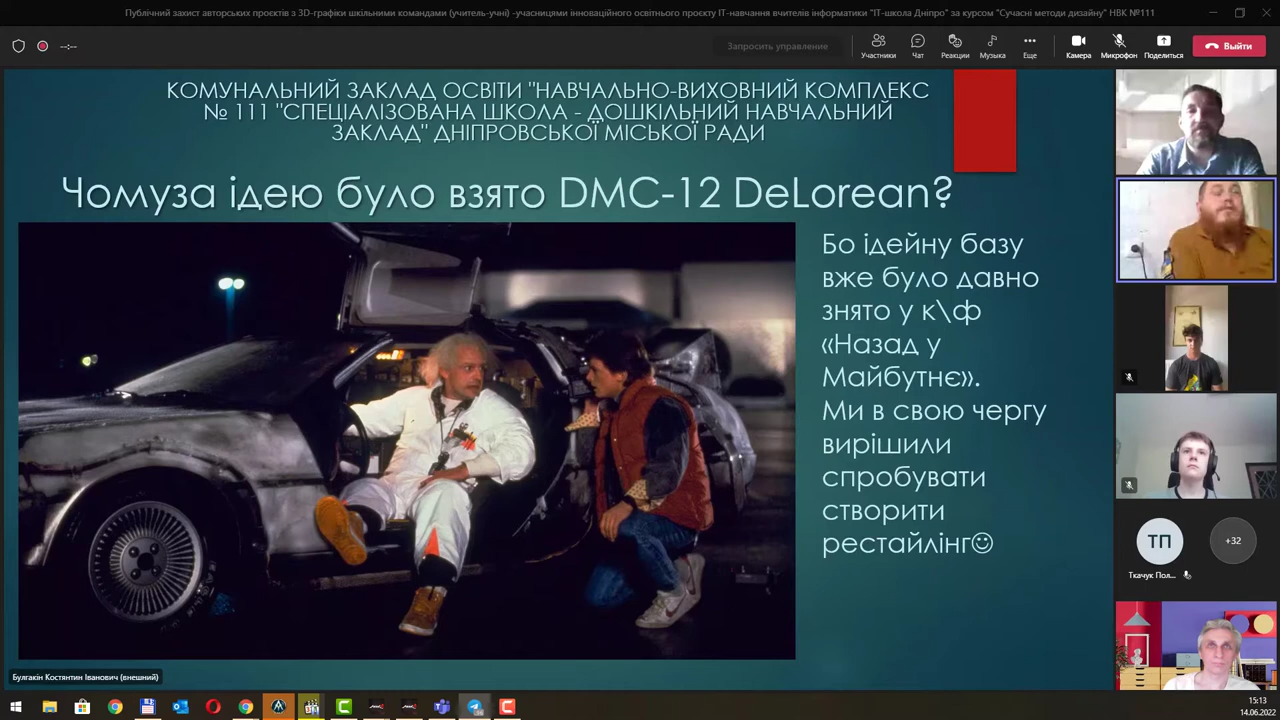 Публічний захист авторських проєктів з 3D-графіки шкільними командами (учитель-учні) -учасницями інноваційного освітнього проєкту ІТ-навчання вчителів інформатики "ІТ-школа Дніпро" за курсом "Сучасні методи дизайну" НВК №111
--:--
Запросить управление
Участники
Чат
Реакции
Музыка
Еще
Камера
Микрофон
Поделиться
Выйти
КОМУНАЛЬНИЙ ЗАКЛАД ОСВІТИ "НАВЧАЛЬНО-ВИХОВНИЙ КОМПЛЕКС
№ 111 "СПЕЦІАЛІЗОВАНА ШКОЛА - ДОШКІЛЬНИЙ НАВЧАЛЬНИЙ
ЗАКЛАД" ДНІПРОВСЬКОЇ МІСЬКОЇ РАДИ
Чомуза ідею було взято DMC-12 DeLorean?
Бо ідейну базу
вже було давно
знято у к\ф
«Назад у
Майбутнє».
Ми в свою чергу
вирішили
спробувати
створити
рестайлінг☺
ТП
+32
Ткачук Пол...
Булгакін Костянтин Іванович (внешний)
15:13
14.06.2022